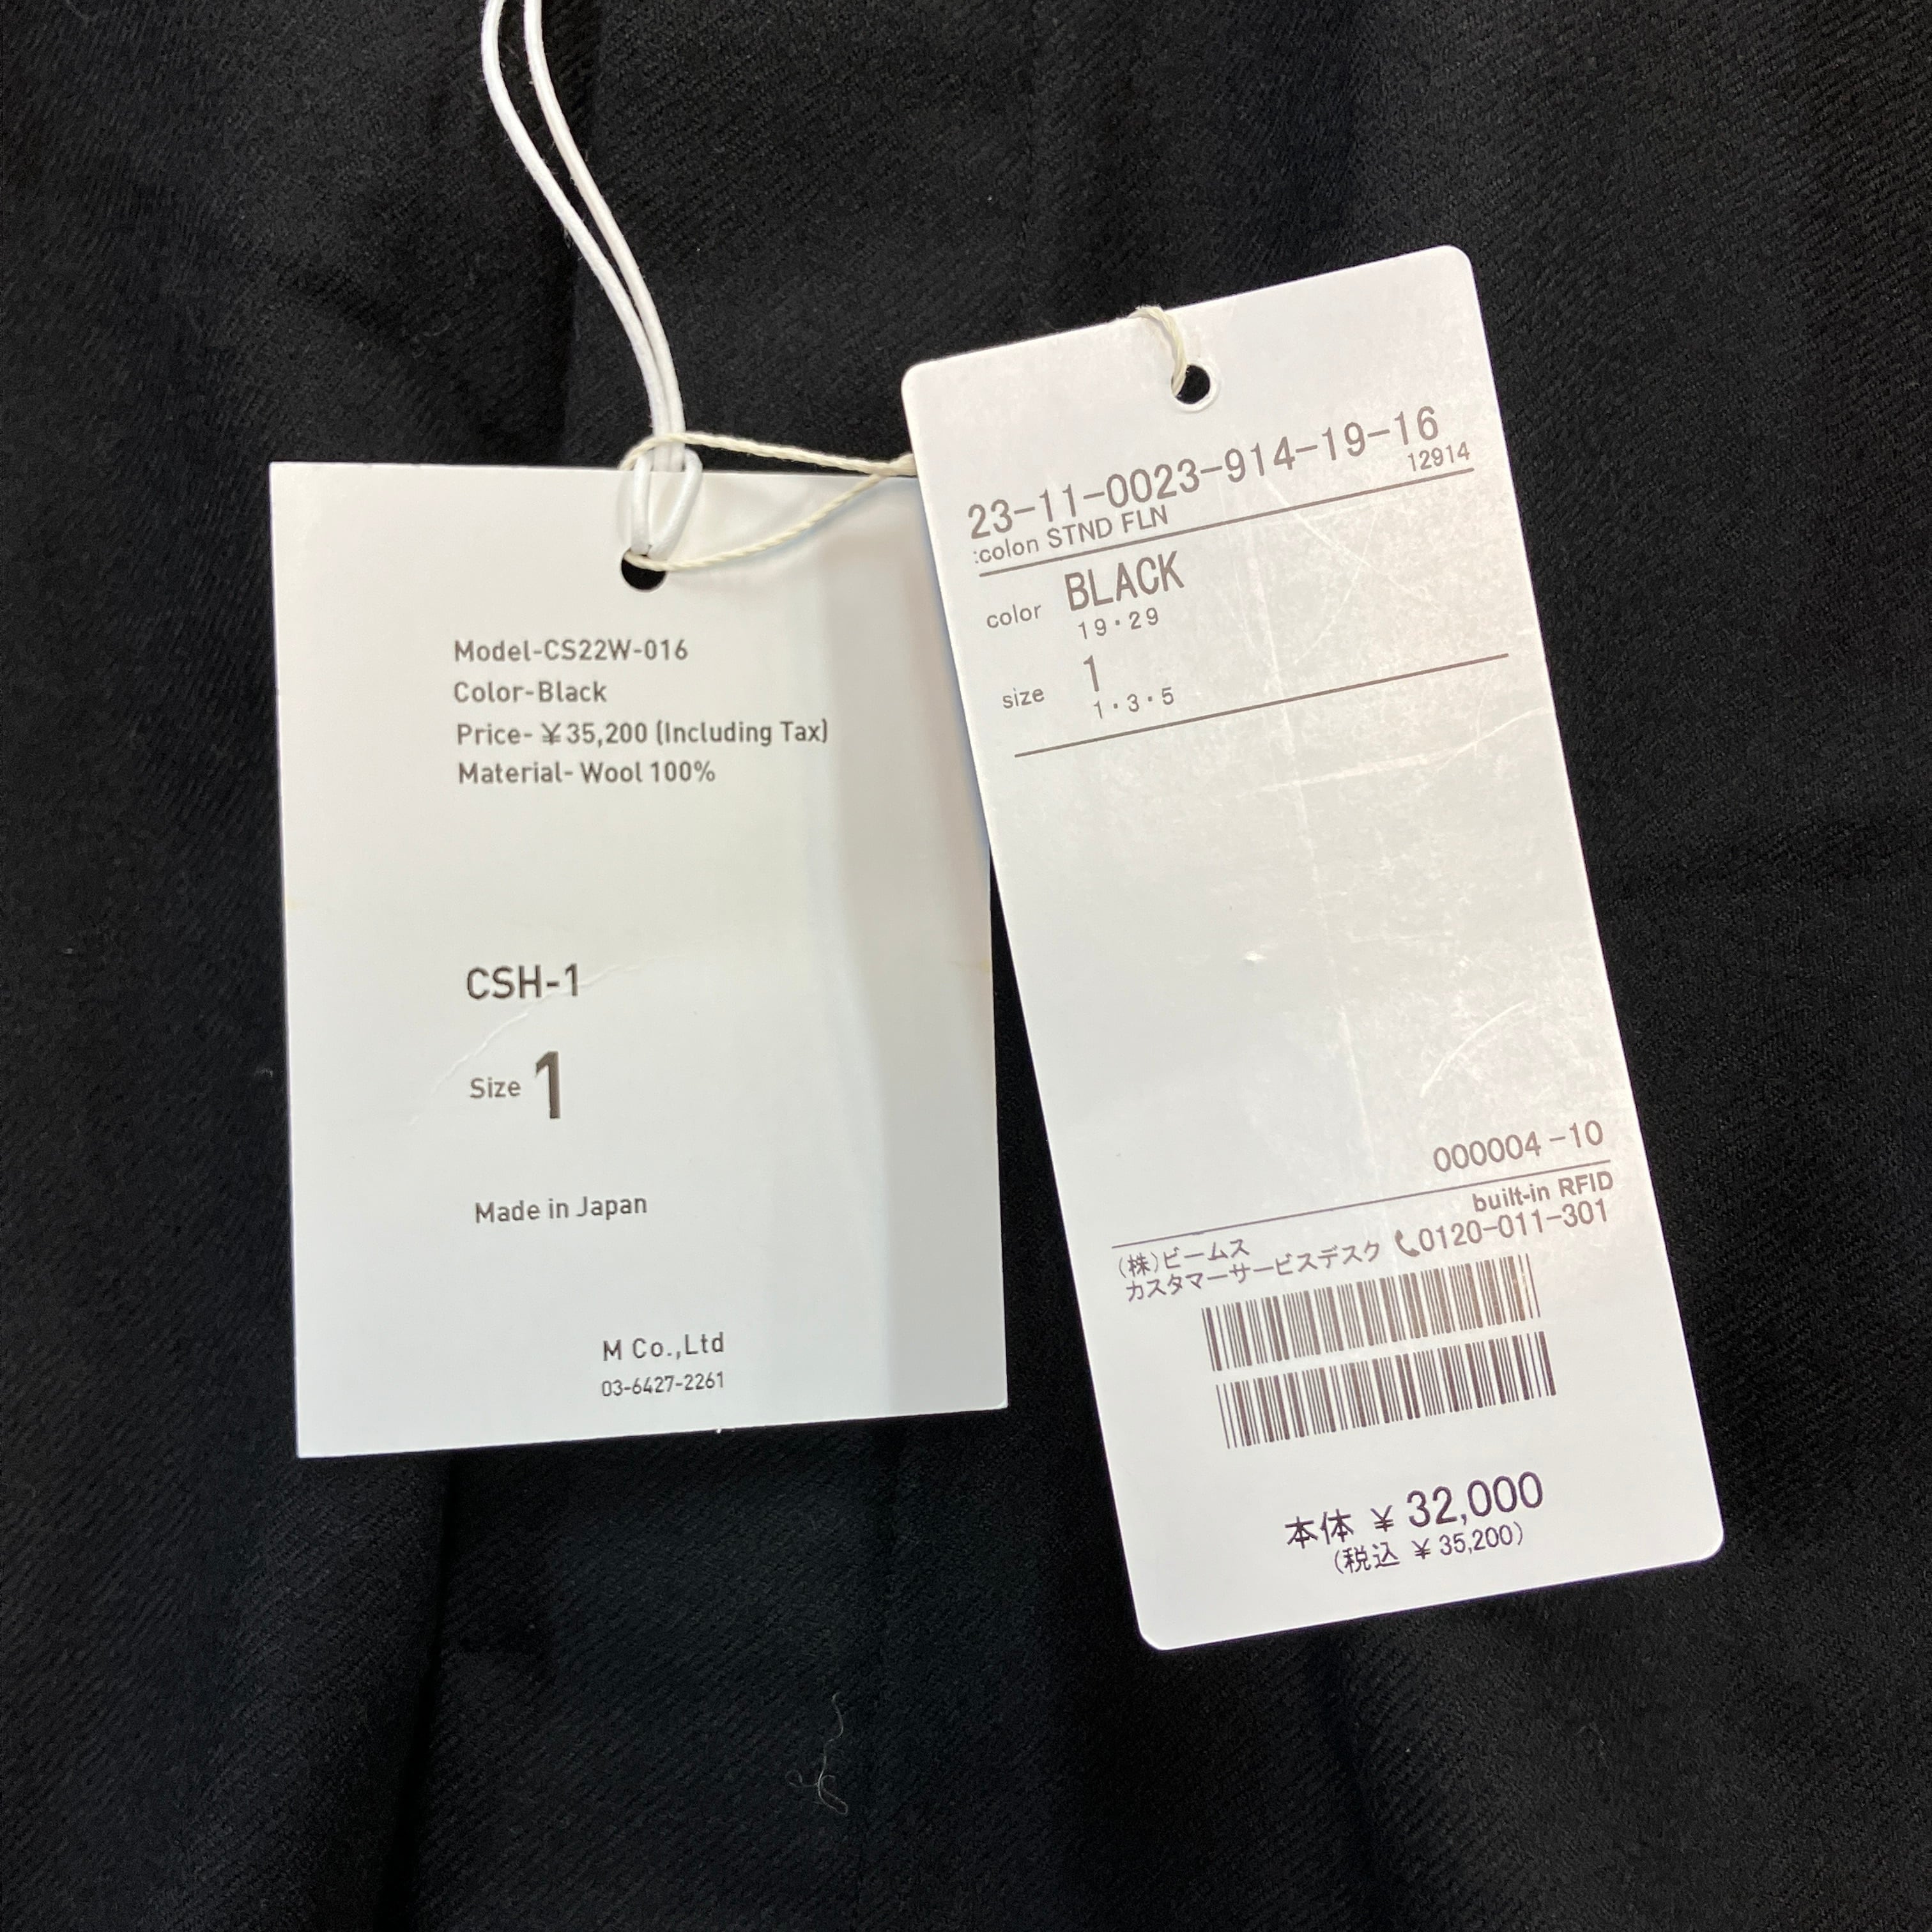 Model-CS22W-016
Color-Black
Price- ¥35,200 (Including Tax)
Material- Wool 100%
CSH-1
Size 1
Made in Japan
M Co.,Ltd
03-6427-2261
23-11-0023-914-19-16
12914
:colon STND FLN
color BLACK
19・29
size 1
1・3・5
000004-10
built-in RFID
(株)ビームス
カスタマーサービスデスク 0120-011-301
本体 ¥32,000
(税込 ¥35,200)